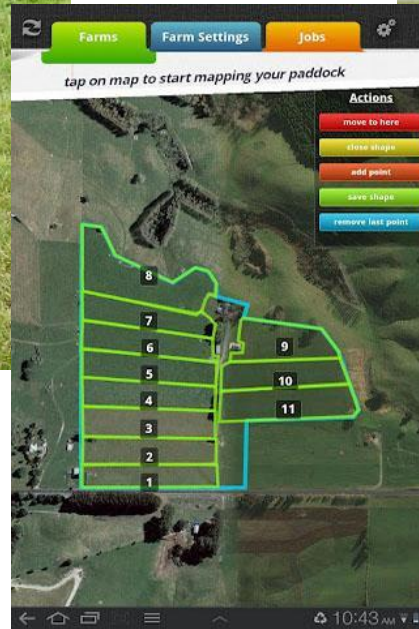 Farms
Farm Settings
Jobs
tap on map to start mapping your paddock
Actions
move to here
close shape
add point
save shape
remove last point
8
7
6
5
4
3
2
1
9
10
11
10:43 AM